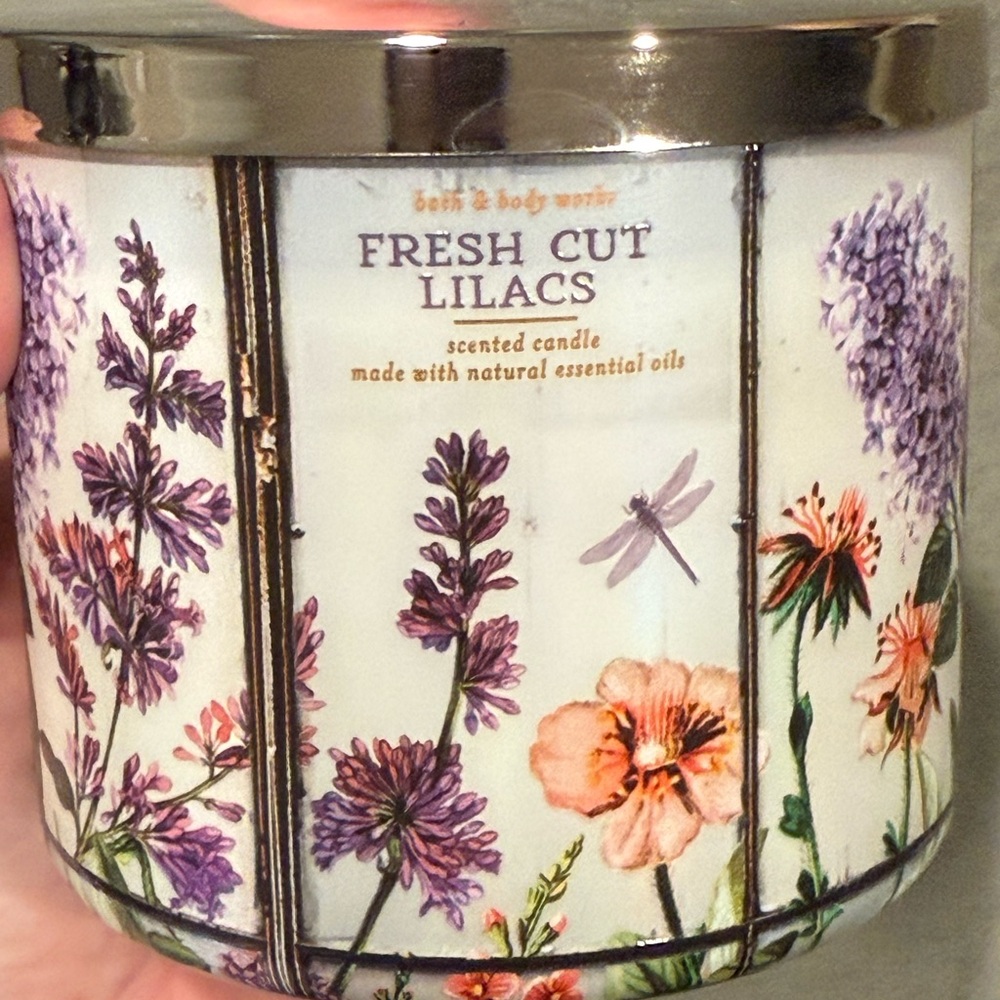 bath & body works
FRESH CUT
LILACS
scented candle
made with natural essential oils